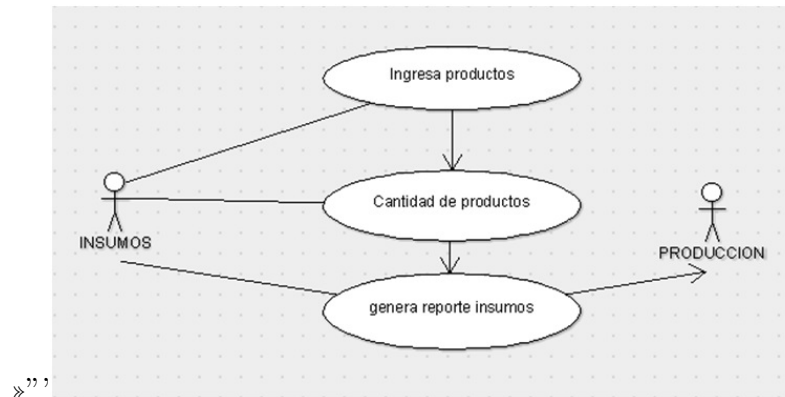 Ingresa productos
Cantidad de productos
INSUMOS
PRODUCCION
genera reporte insumos
»”’